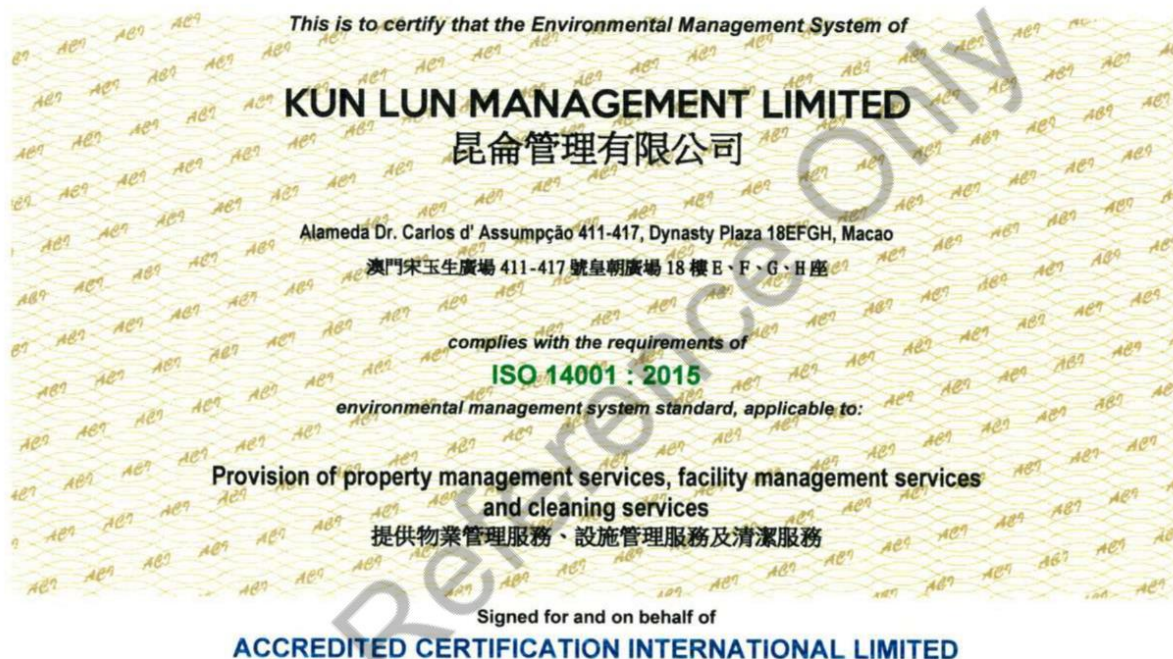 This is to certify that the Environmental Management System of
KUN LUN MANAGEMENT LIMITED
昆侖管理有限公司
Alameda Dr. Carlos d' Assumpção 411-417, Dynasty Plaza 18EFGH, Macao
澳門宋玉生廣場 411-417 號皇朝廣場 18 樓 E、F、G、H 座
complies with the requirements of
ISO 14001 : 2015
environmental management system standard, applicable to:
Provision of property management services, facility management services
and cleaning services
提供物業管理服務、設施管理服務及清潔服務
Signed for and on behalf of
ACCREDITED CERTIFICATION INTERNATIONAL LIMITED
Reference Only